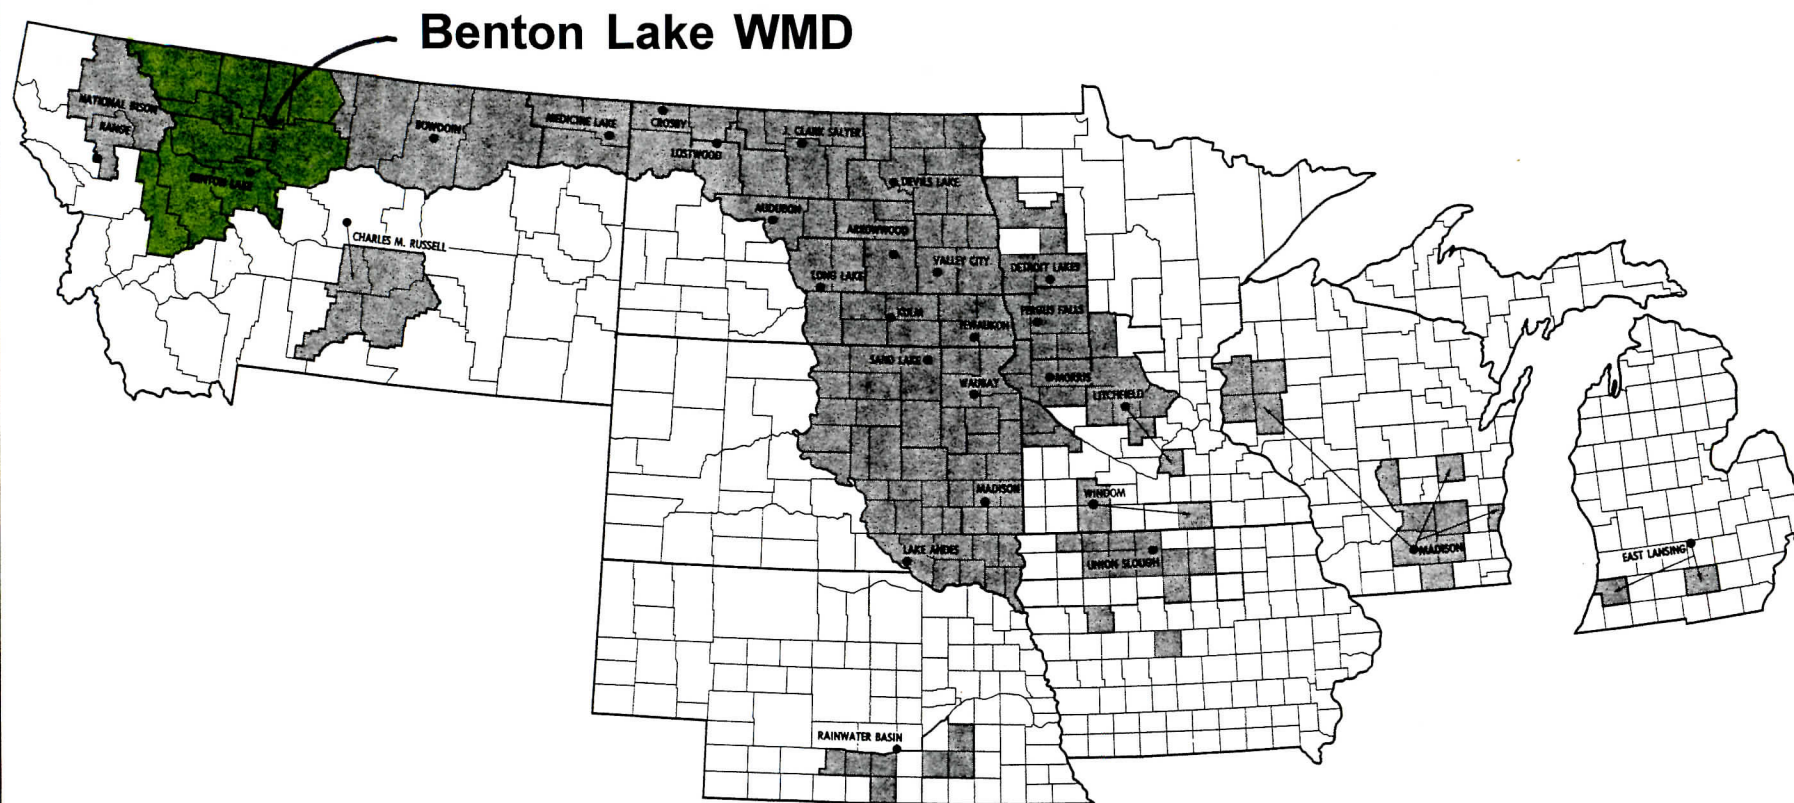 Benton Lake WMD
NATIONAL BISON
RANGE
BENTON LAKE
BOWDOIN
MEDICINE LAKE
CROSBY
LOSTWOOD
J. CLARK SALYER
DEVILS LAKE
AUDUBON
ARROWWOOD
CHARLES M. RUSSELL
LONG LAKE
VALLEY CITY
DETROIT LAKES
KULM
TEWAUKON
FERGUS FALLS
SAND LAKE
WAUBAY
MORRIS
LITCHFIELD
MADISON
WINDOM
LAKE ANDES
UNION SLOUGH
MADISON
EAST LANSING
RAINWATER BASIN